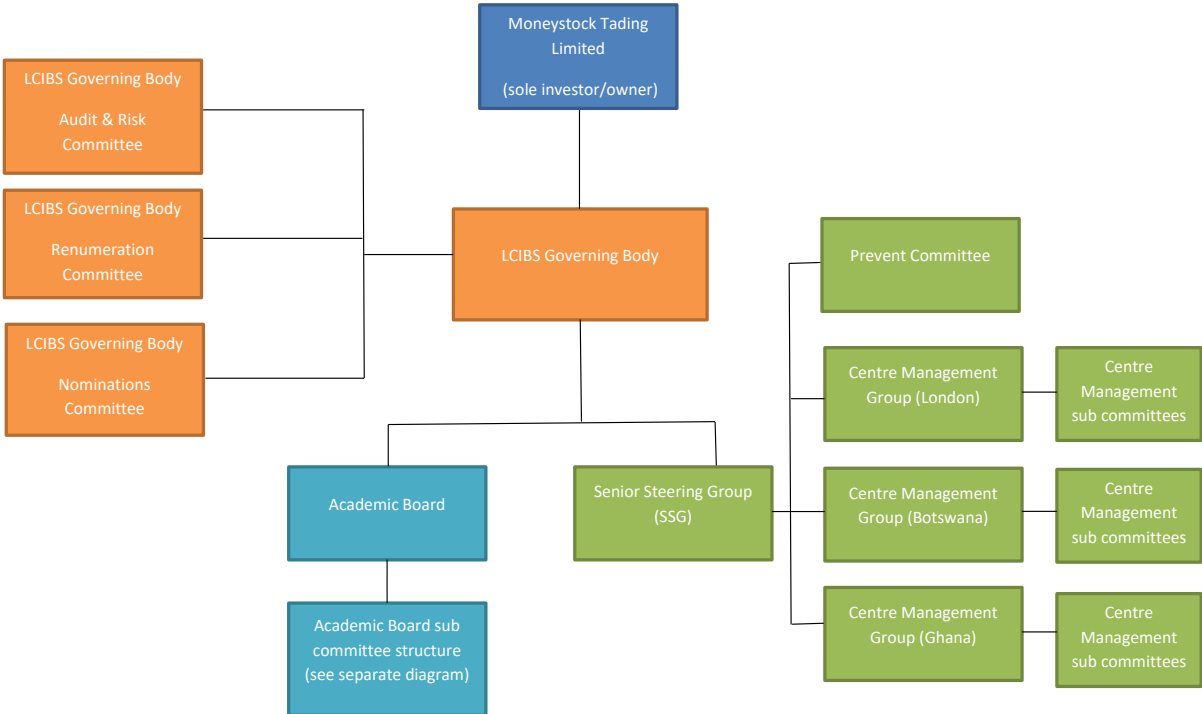 Moneystock Tading
Limited
(sole investor/owner)
LCIBS Governing Body
Audit & Risk
Committee
LCIBS Governing Body
Renumeration
Committee
LCIBS Governing Body
Nominations
Committee
LCIBS Governing Body
Prevent Committee
Centre Management
Group (London)
Centre
Management
sub committees
Academic Board
Senior Steering Group
(SSG)
Centre Management
Group (Botswana)
Centre
Management
sub committees
Academic Board sub
committee structure
(see separate diagram)
Centre Management
Group (Ghana)
Centre
Management
sub committees